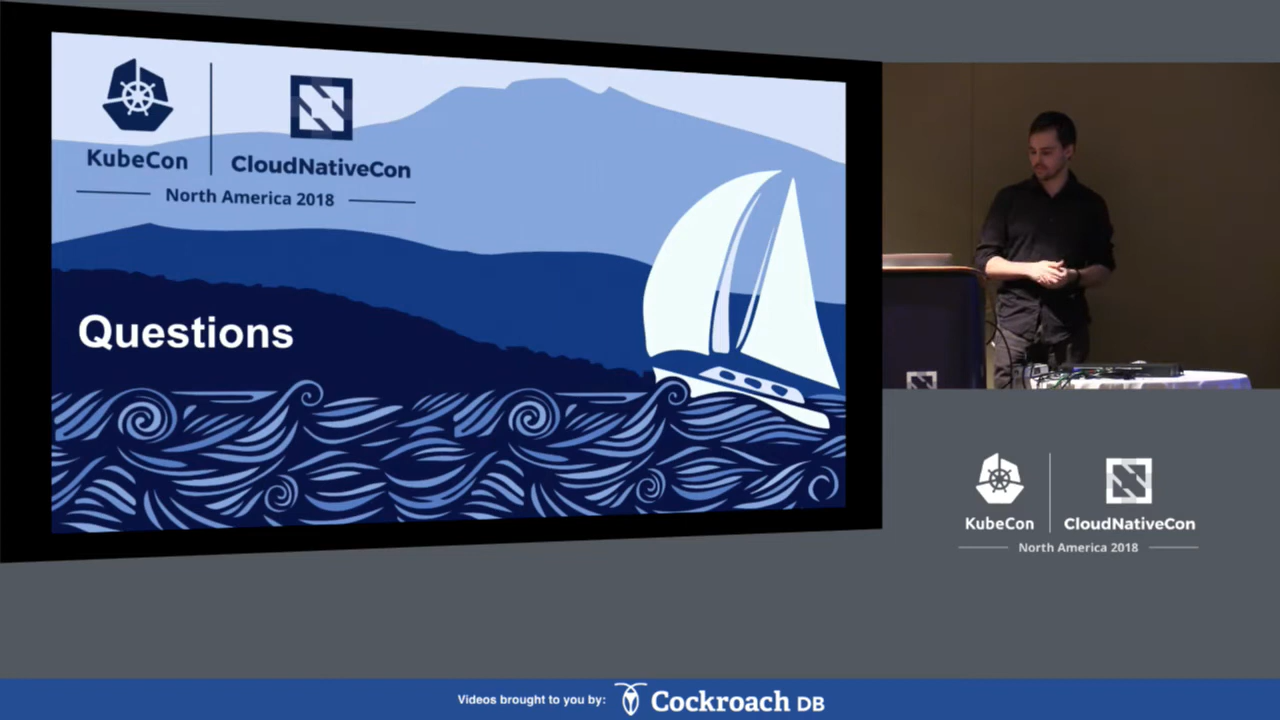 KubeCon
CloudNativeCon
North America 2018
Questions
KubeCon
CloudNativeCon
North America 2018
Videos brought to you by: Cockroach DB